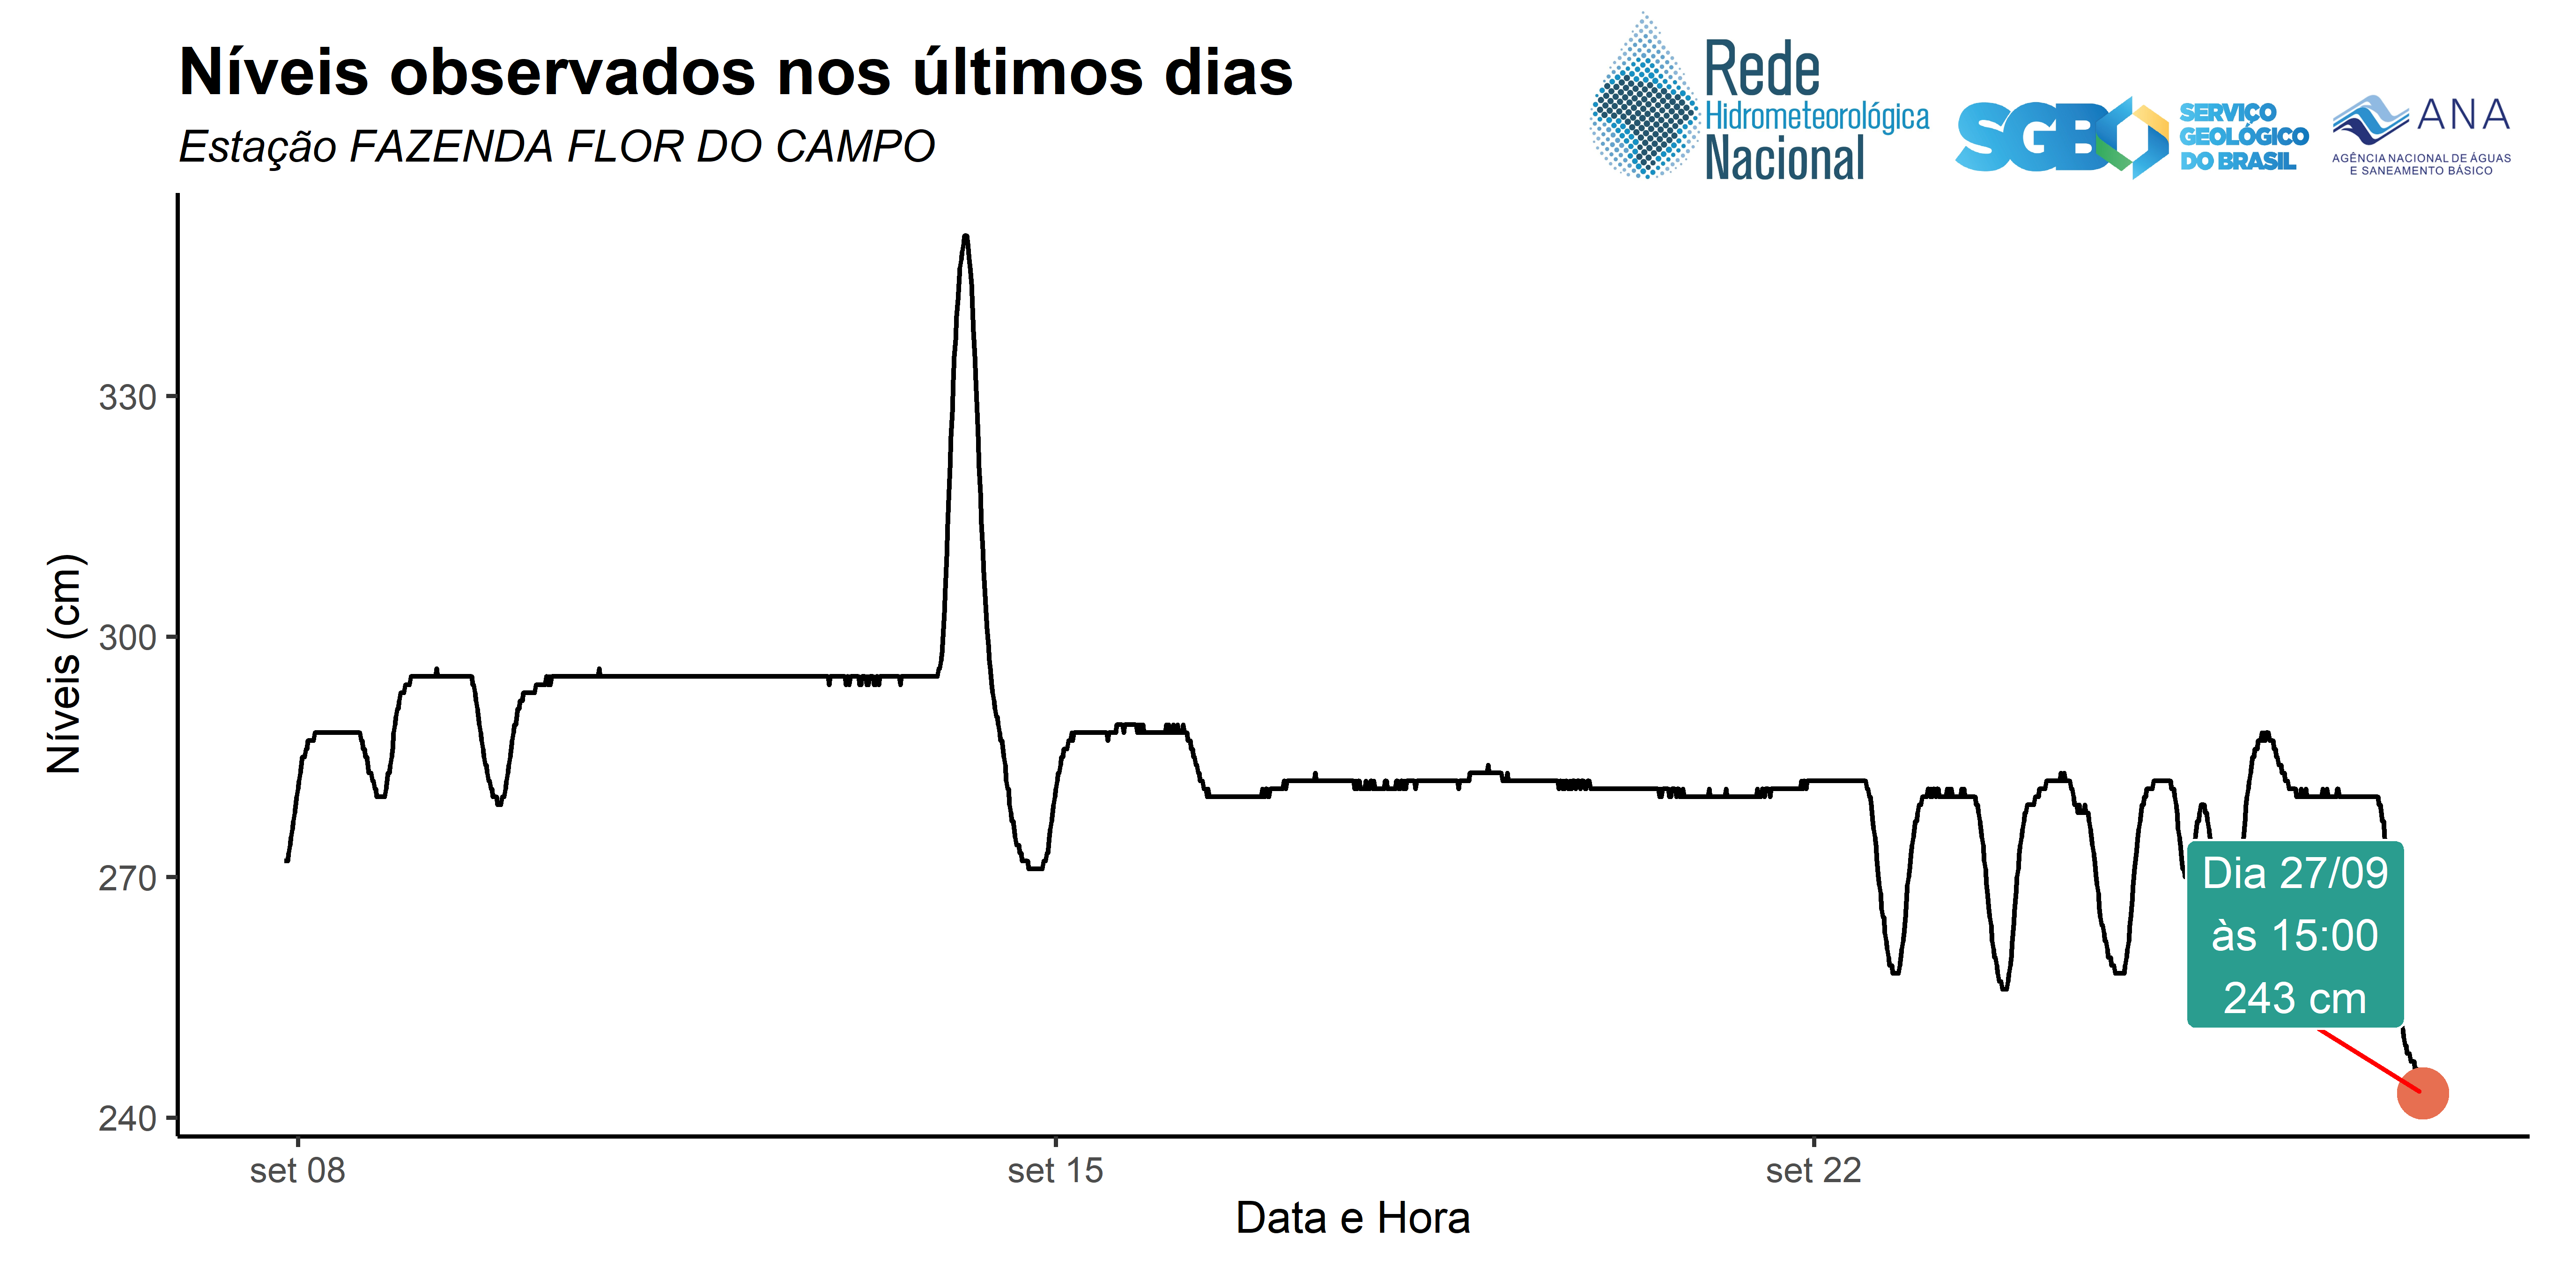 Níveis observados nos últimos dias
Estação FAZENDA FLOR DO CAMPO
Rede
Hidrometeorológica
Nacional
SGB
SERVIÇO
GEOLÓGICO
DO BRASIL
ANA
AGÊNCIA NACIONAL DE ÁGUAS
E SANEAMENTO BÁSICO
Níveis (cm)
330
300
270
240
Dia 27/09
às 15:00
243 cm
set 08
set 15
set 22
Data e Hora